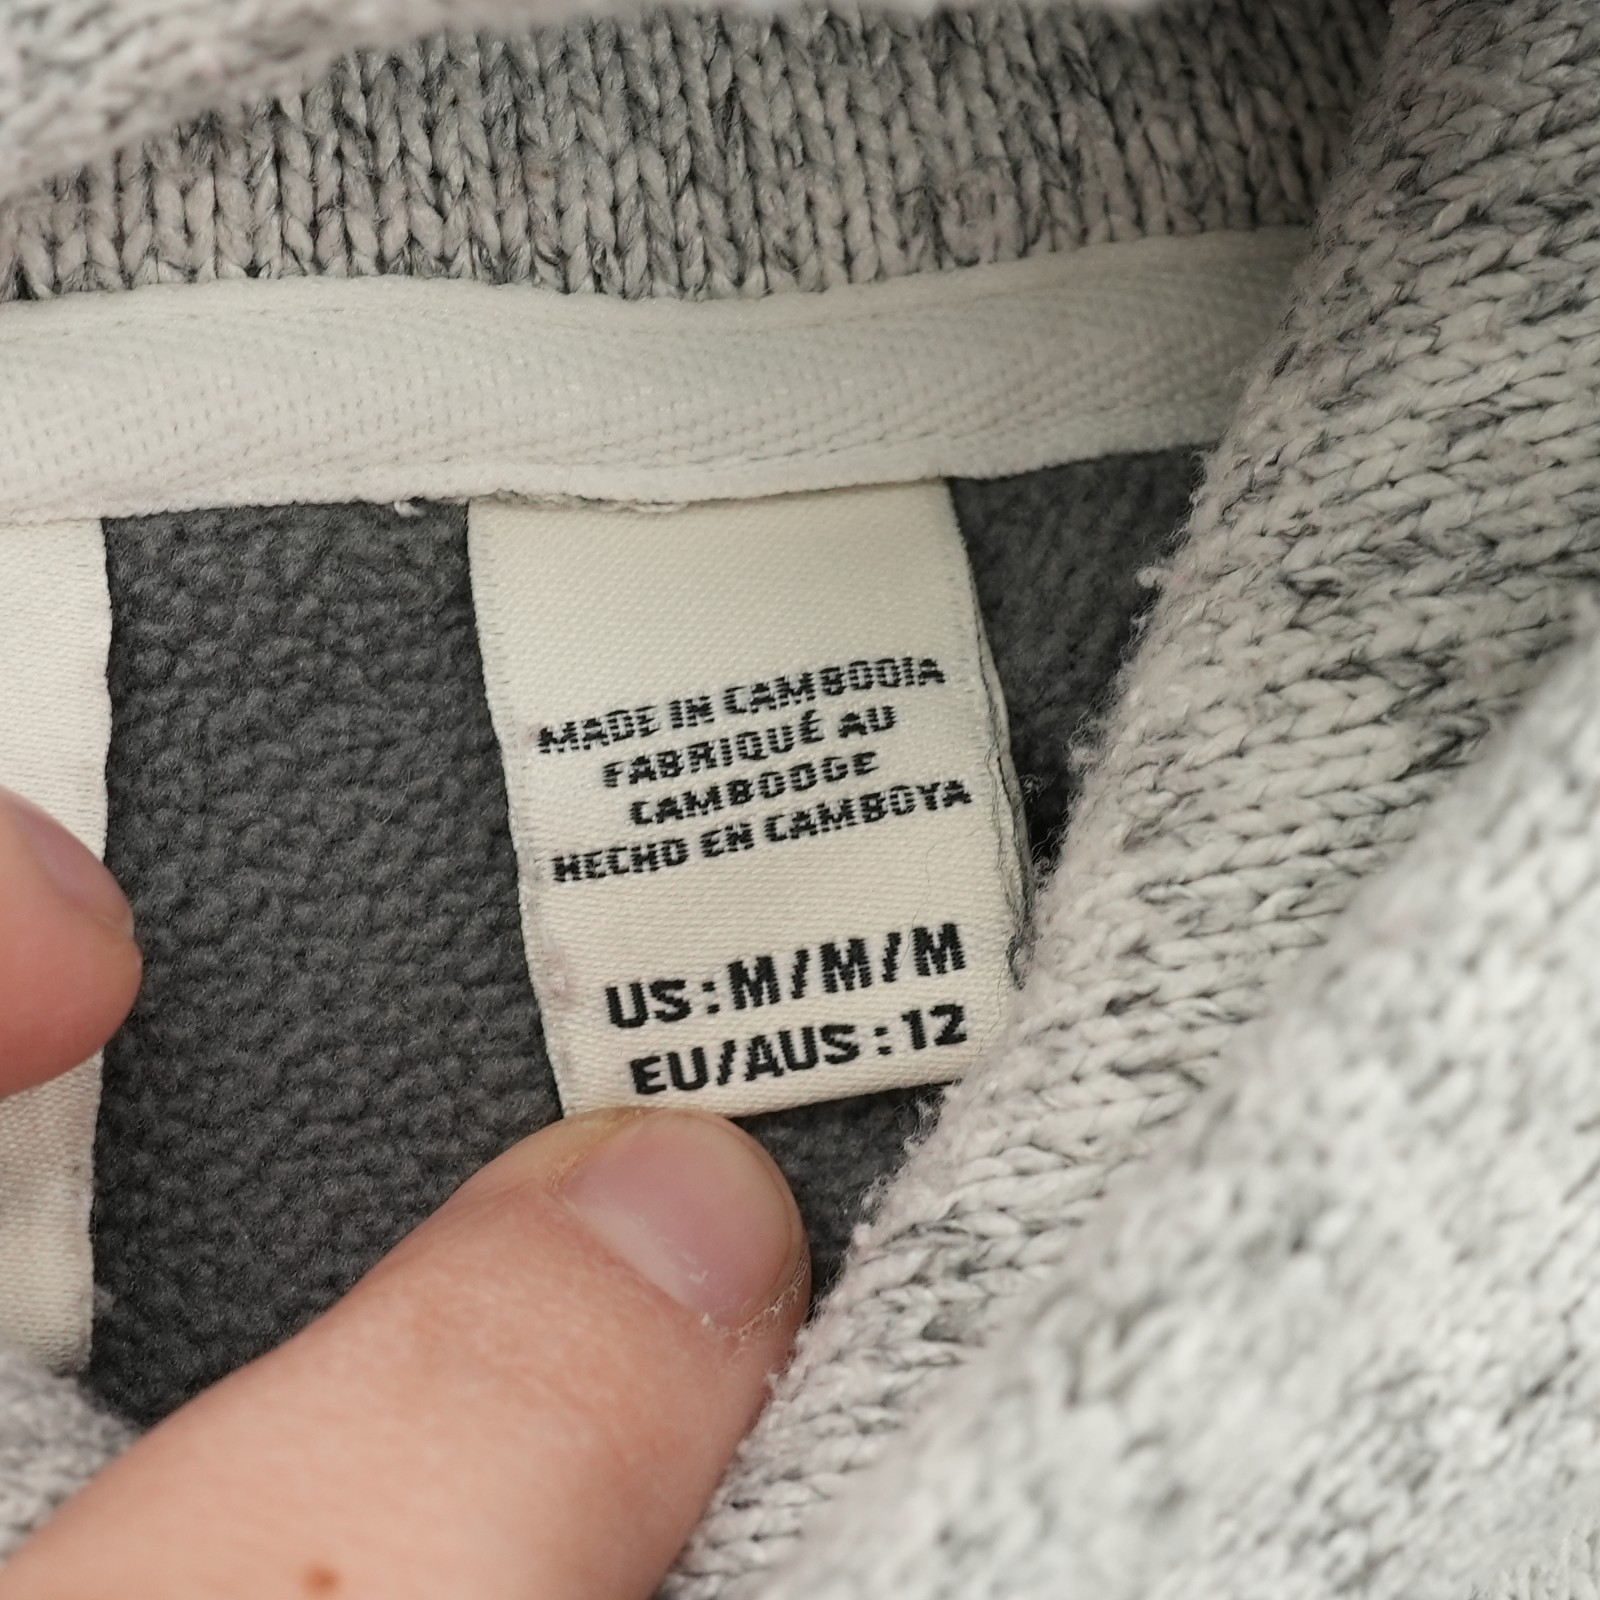 MADE IN CAMBODIA
FABRIQUÉ AU
CAMBODGE
HECHO EN CAMBOYA
US:M/M/M
EU/AUS:12